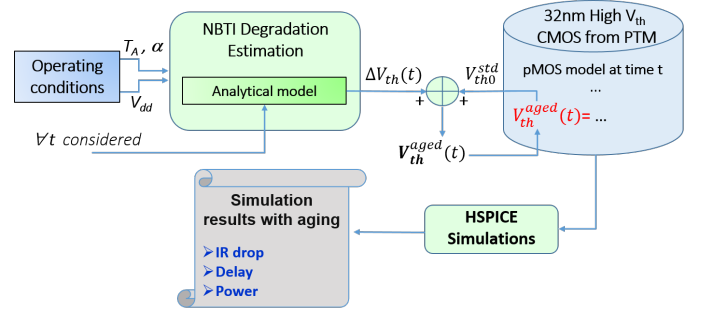 Operating
conditions
T_A, α
V_dd
∀t considered
NBTI Degradation
Estimation
Analytical model
ΔV_th(t)
+
+
V_th0^std
V_th^aged(t)
32nm High V_th
CMOS from PTM
pMOS model at time t
...
V_th^aged(t)= ...
HSPICE
Simulations
Simulation
results with aging
➢IR drop
➢Delay
➢Power